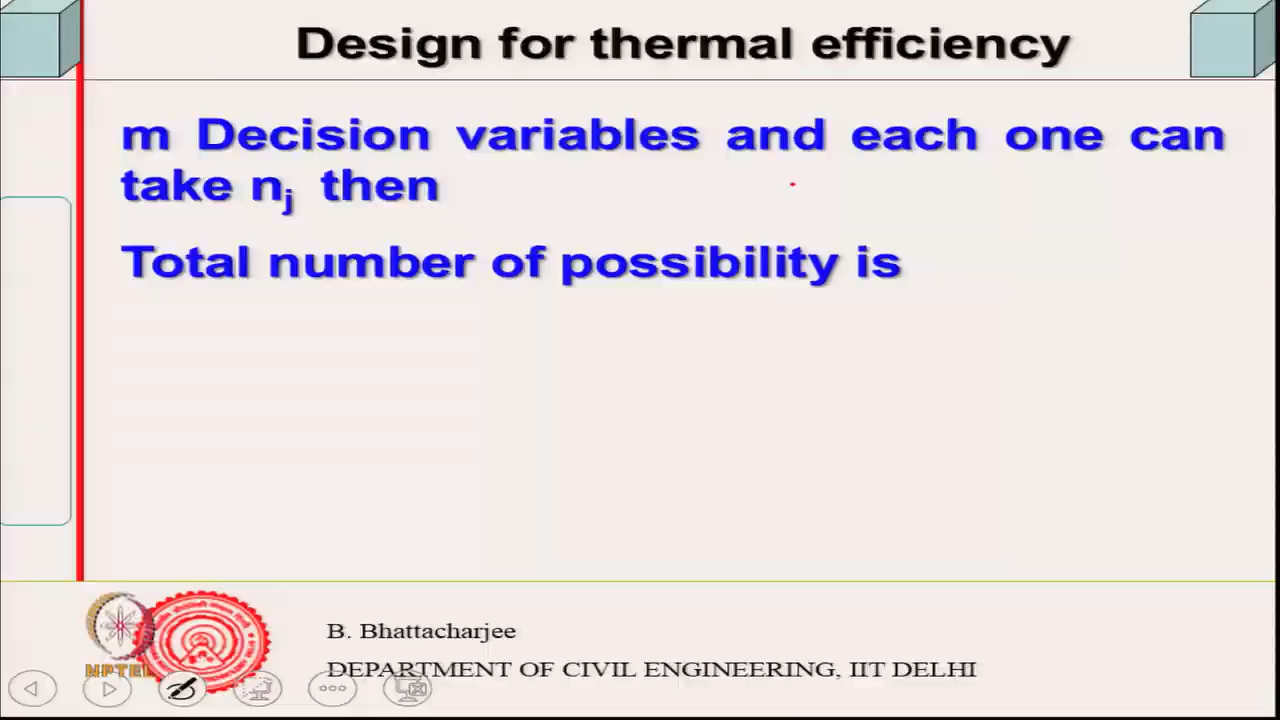 Design for thermal efficiency
m Decision variables and each one can
take nj then
Total number of possibility is
NPTEL
B. Bhattacharjee
DEPARTMENT OF CIVIL ENGINEERING, IIT DELHI